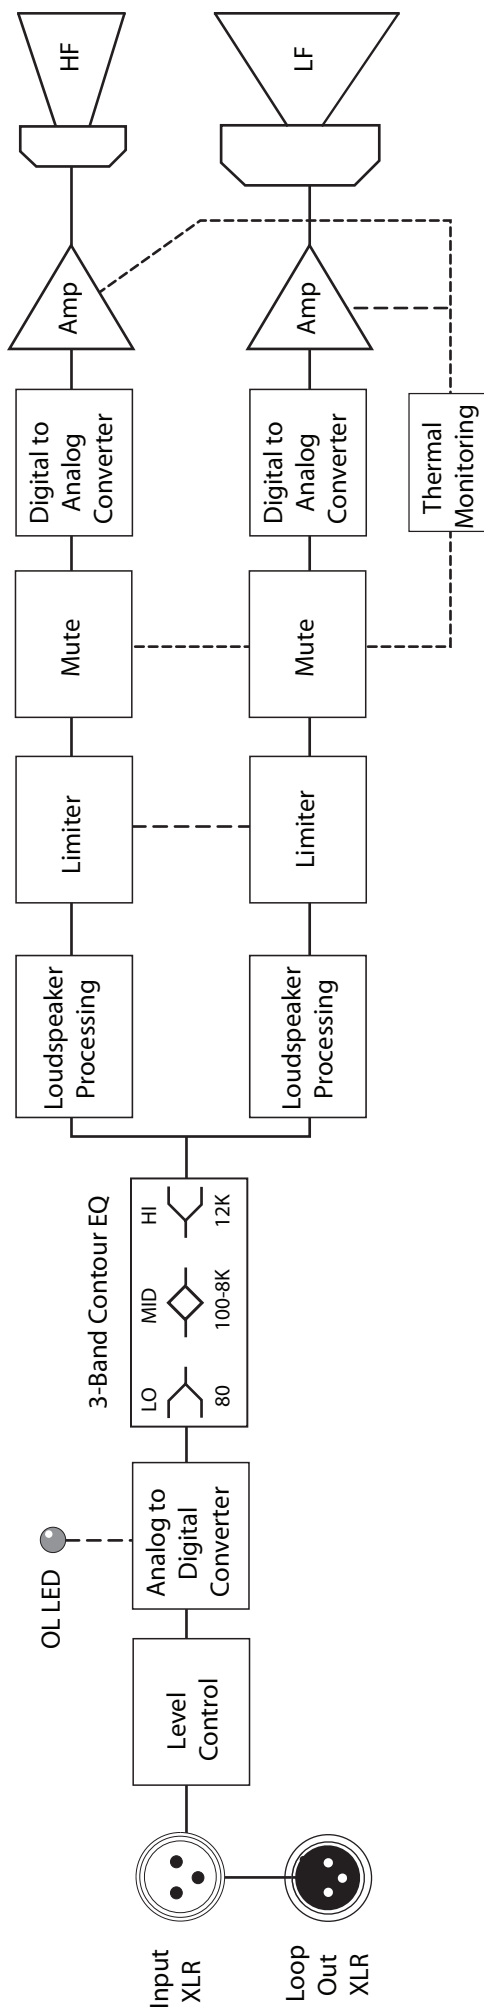 Input
XLR
Loop
Out
XLR
Level
Control
OL LED
Analog to
Digital
Converter
3-Band Contour EQ
LO MID HI
80 100-8K 12K
Loudspeaker
Processing
Limiter
Mute
Digital to
Analog
Converter
Amp
HF
Loudspeaker
Processing
Limiter
Mute
Digital to
Analog
Converter
Amp
LF
Thermal
Monitoring